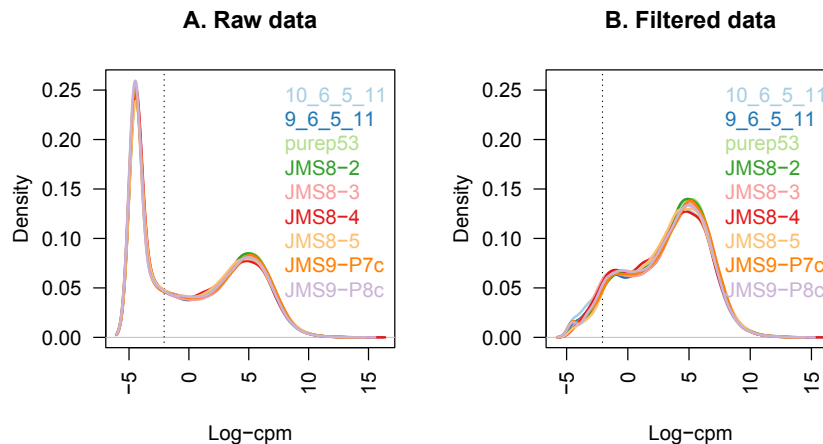 A. Raw data
0.25
0.20
0.15
0.10
0.05
0.00
Density
10_6_5_11
9_6_5_11
purep53
JMS8−2
JMS8−3
JMS8−4
JMS8−5
JMS9−P7c
JMS9−P8c
−5
0
5
10
15
Log−cpm
B. Filtered data
0.25
0.20
0.15
0.10
0.05
0.00
Density
10_6_5_11
9_6_5_11
purep53
JMS8−2
JMS8−3
JMS8−4
JMS8−5
JMS9−P7c
JMS9−P8c
−5
0
5
10
15
Log−cpm